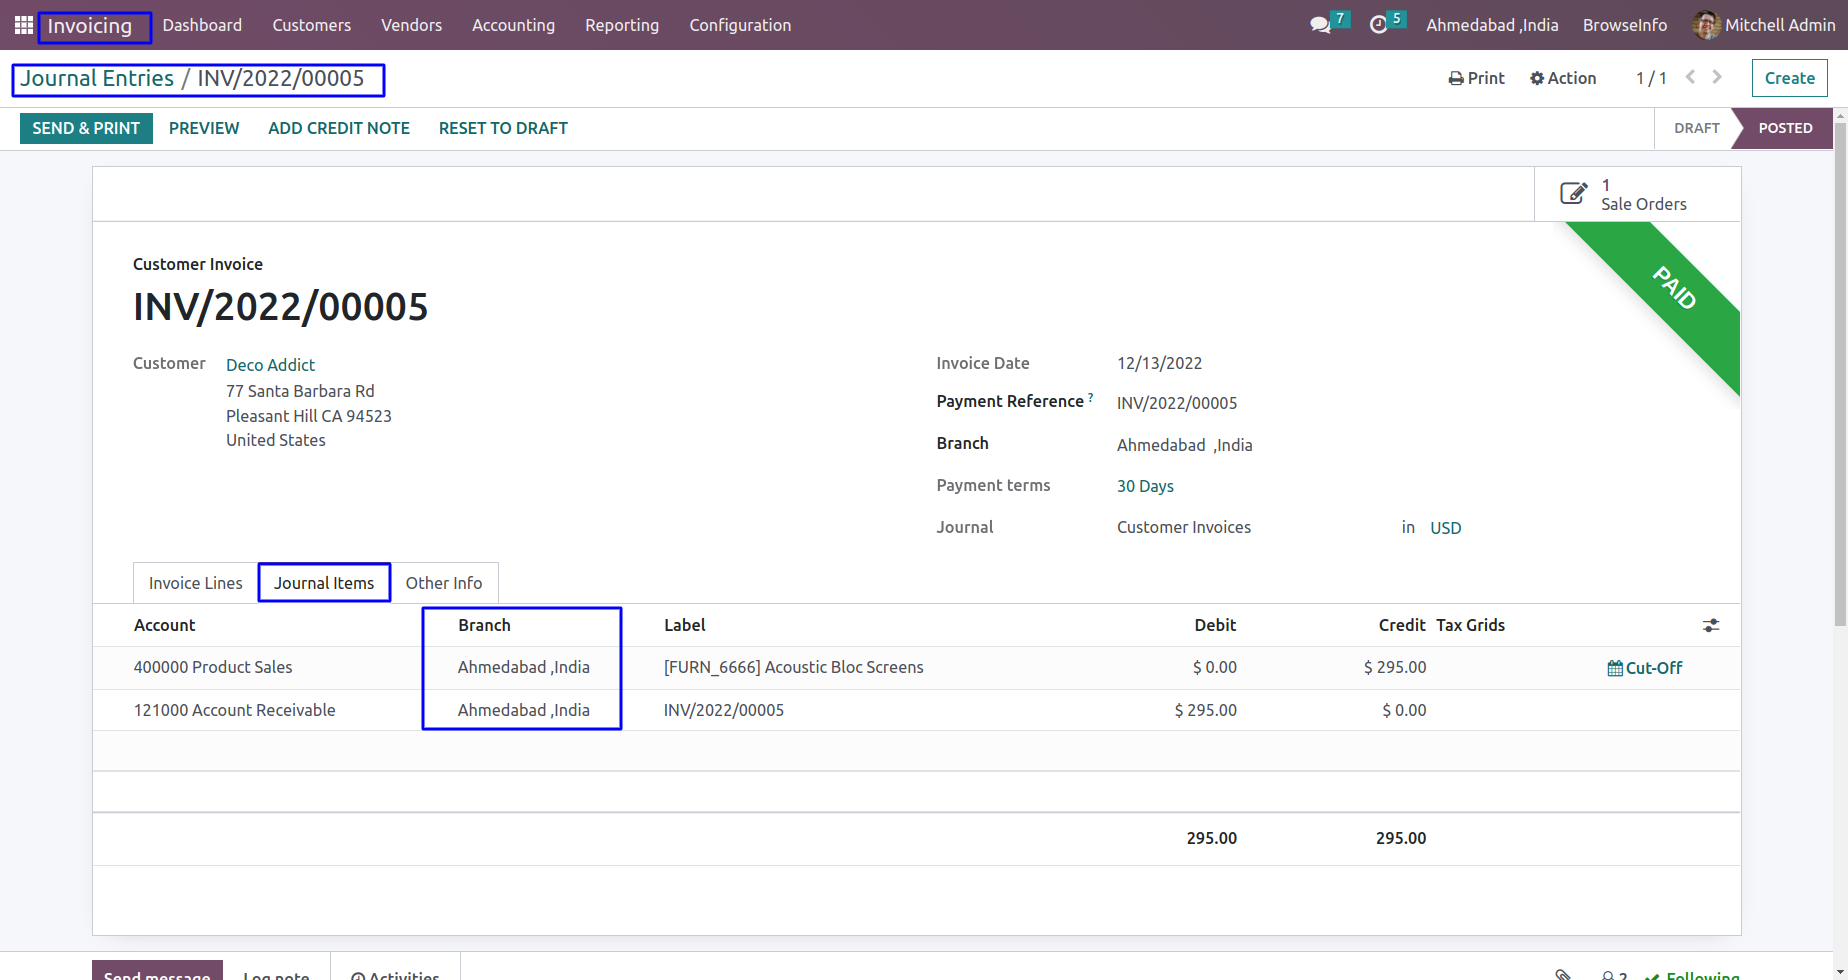 Invoicing Dashboard Customers Vendors Accounting Reporting Configuration 7 5 Ahmedabad ,India BrowseInfo Mitchell Admin
Journal Entries / INV/2022/00005 Print Action 1 / 1 Create
SEND & PRINT PREVIEW ADD CREDIT NOTE RESET TO DRAFT DRAFT POSTED
1
Sale Orders
PAID
Customer Invoice
INV/2022/00005
Customer Deco Addict Invoice Date 12/13/2022
77 Santa Barbara Rd
Payment Reference ? INV/2022/00005
Pleasant Hill CA 94523
United States
Branch Ahmedabad ,India
Payment terms 30 Days
Journal Customer Invoices in USD
Invoice Lines Journal Items Other Info
Account Branch Label Debit Credit Tax Grids
400000 Product Sales Ahmedabad ,India [FURN_6666] Acoustic Bloc Screens $ 0.00 $ 295.00 Cut-Off
121000 Account Receivable Ahmedabad ,India INV/2022/00005 $ 295.00 $ 0.00
295.00 295.00
Send message Log note Activities 2 Following